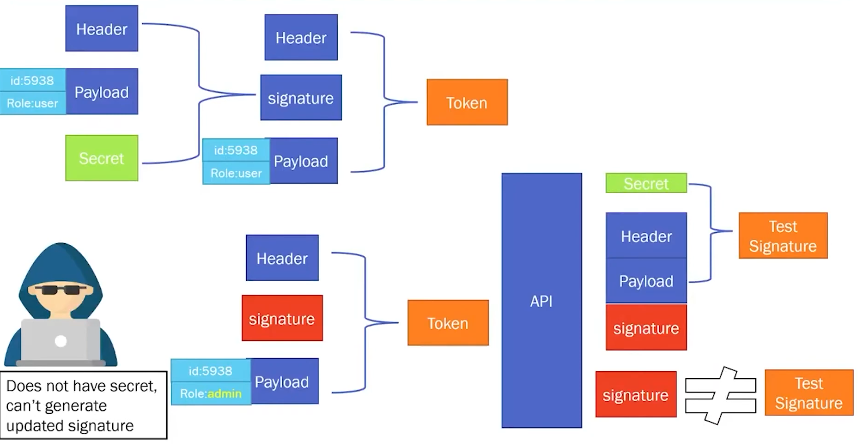 Header
id:5938
Role:user
Payload
Secret
Header
signature
id:5938
Role:user
Payload
Token
Header
signature
id:5938
Role:admin
Payload
Token
Does not have secret,
can't generate
updated signature
API
Secret
Header
Payload
signature
Test
Signature
signature
Test
Signature